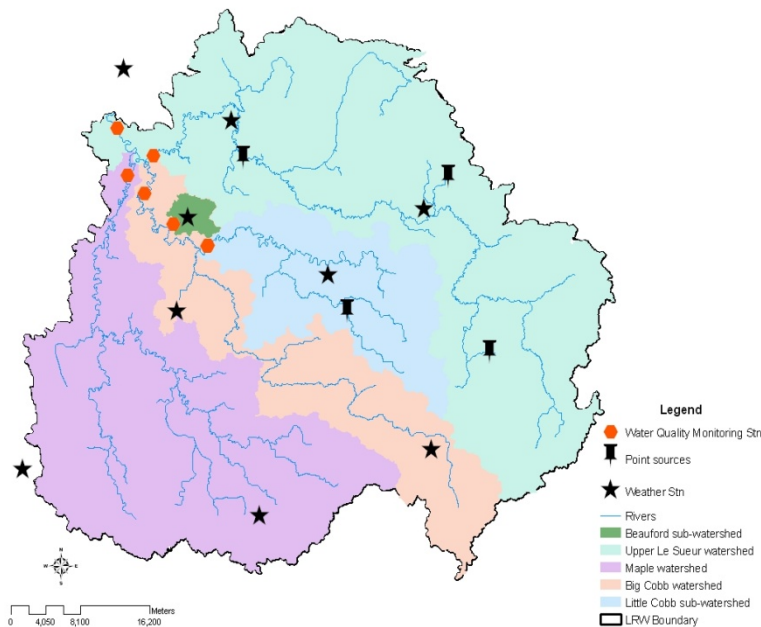 Legend
Water Quality Monitoring Stn
Point sources
Weather Stn
Rivers
Beauford sub-watershed
Upper Le Sueur watershed
Maple watershed
Big Cobb watershed
Little Cobb sub-watershed
LRW Boundary
N
W E
S
Meters
0 4,050 8,100 16,200